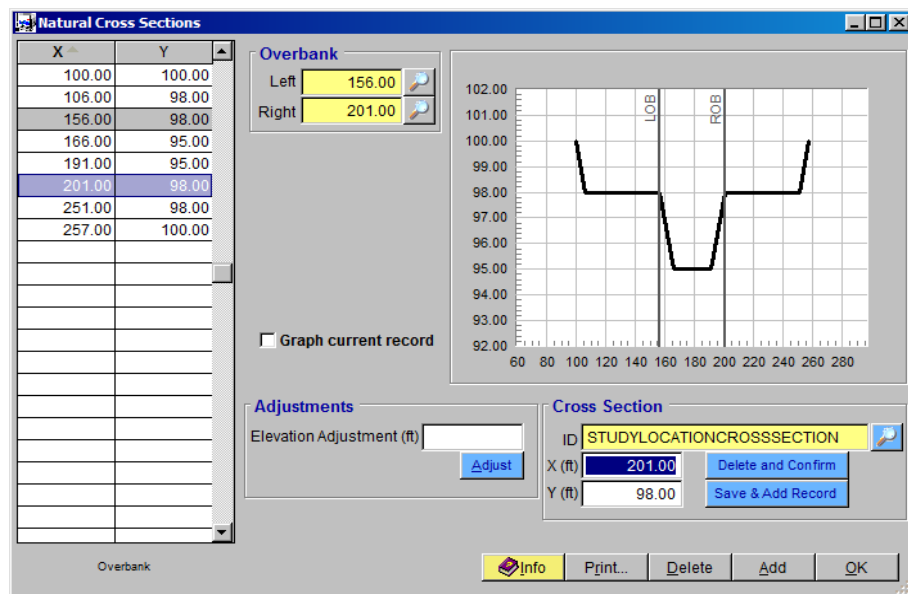 Natural Cross Sections
X Y
100.00 100.00
106.00 98.00
156.00 98.00
166.00 95.00
191.00 95.00
201.00 98.00
251.00 98.00
257.00 100.00
Overbank
Overbank
Left 156.00
Right 201.00
Graph current record
102.00
101.00
100.00
99.00
98.00
97.00
96.00
95.00
94.00
93.00
92.00
60 80 100 120 140 160 180 200 220 240 260 280
LOB
ROB
Adjustments
Elevation Adjustment (ft)
Adjust
Cross Section
ID STUDYLOCATIONCROSSSECTION
X (ft) 201.00 Delete and Confirm
Y (ft) 98.00 Save & Add Record
Info Print... Delete Add OK